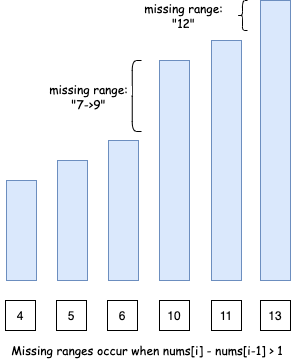 missing range:
"12"
missing range:
"7->9"
4 5 6 10 11 13
Missing ranges occur when nums[i] - nums[i-1] > 1